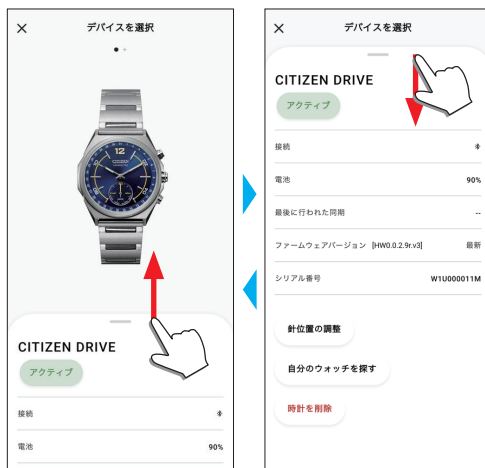 デバイスを選択
12
CITIZEN
CITIZEN DRIVE
アクティブ
接続
電池 90%
デバイスを選択
CITIZEN DRIVE
アクティブ
接続
電池 90%
最後に行われた同期 --
ファームウェアバージョン [HW0.0.2.9r.v3] 最新
シリアル番号 W1U000011M
針位置の調整
自分のウォッチを探す
時計を削除